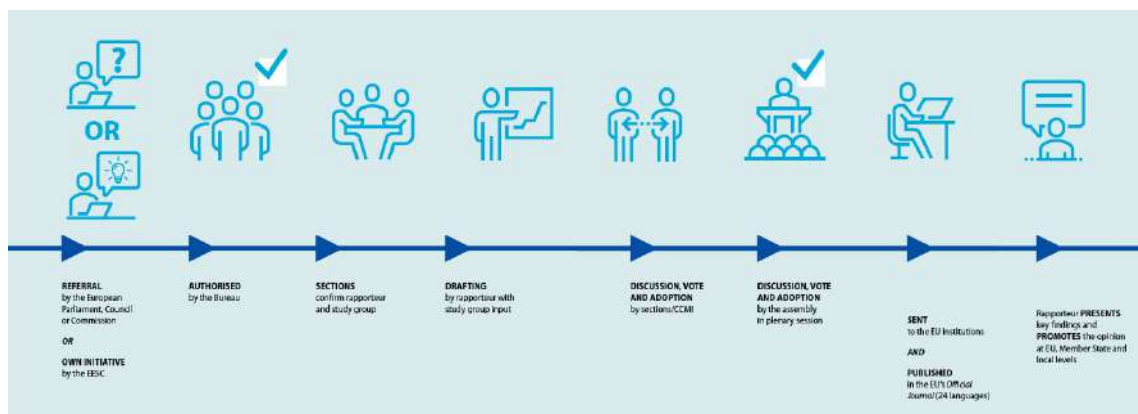 ?
OR
REFERRAL
by the European
Parliament, Council
or Commission
OR
OWN INITIATIVE
by the EESC
AUTHORISED
by the Bureau
SECTIONS
confirm rapporteur
and study group
DRAFTING
by rapporteur with
study group input
DISCUSSION, VOTE
AND ADOPTION
by sections/CCMI
DISCUSSION, VOTE
AND ADOPTION
by the assembly
in plenary session
SENT
to the EU institutions
AND
PUBLISHED
in the EU's Official
Journal (24 languages)
Rapporteur PRESENTS
key findings and
PROMOTES the opinion
at EU, Member State and
local levels